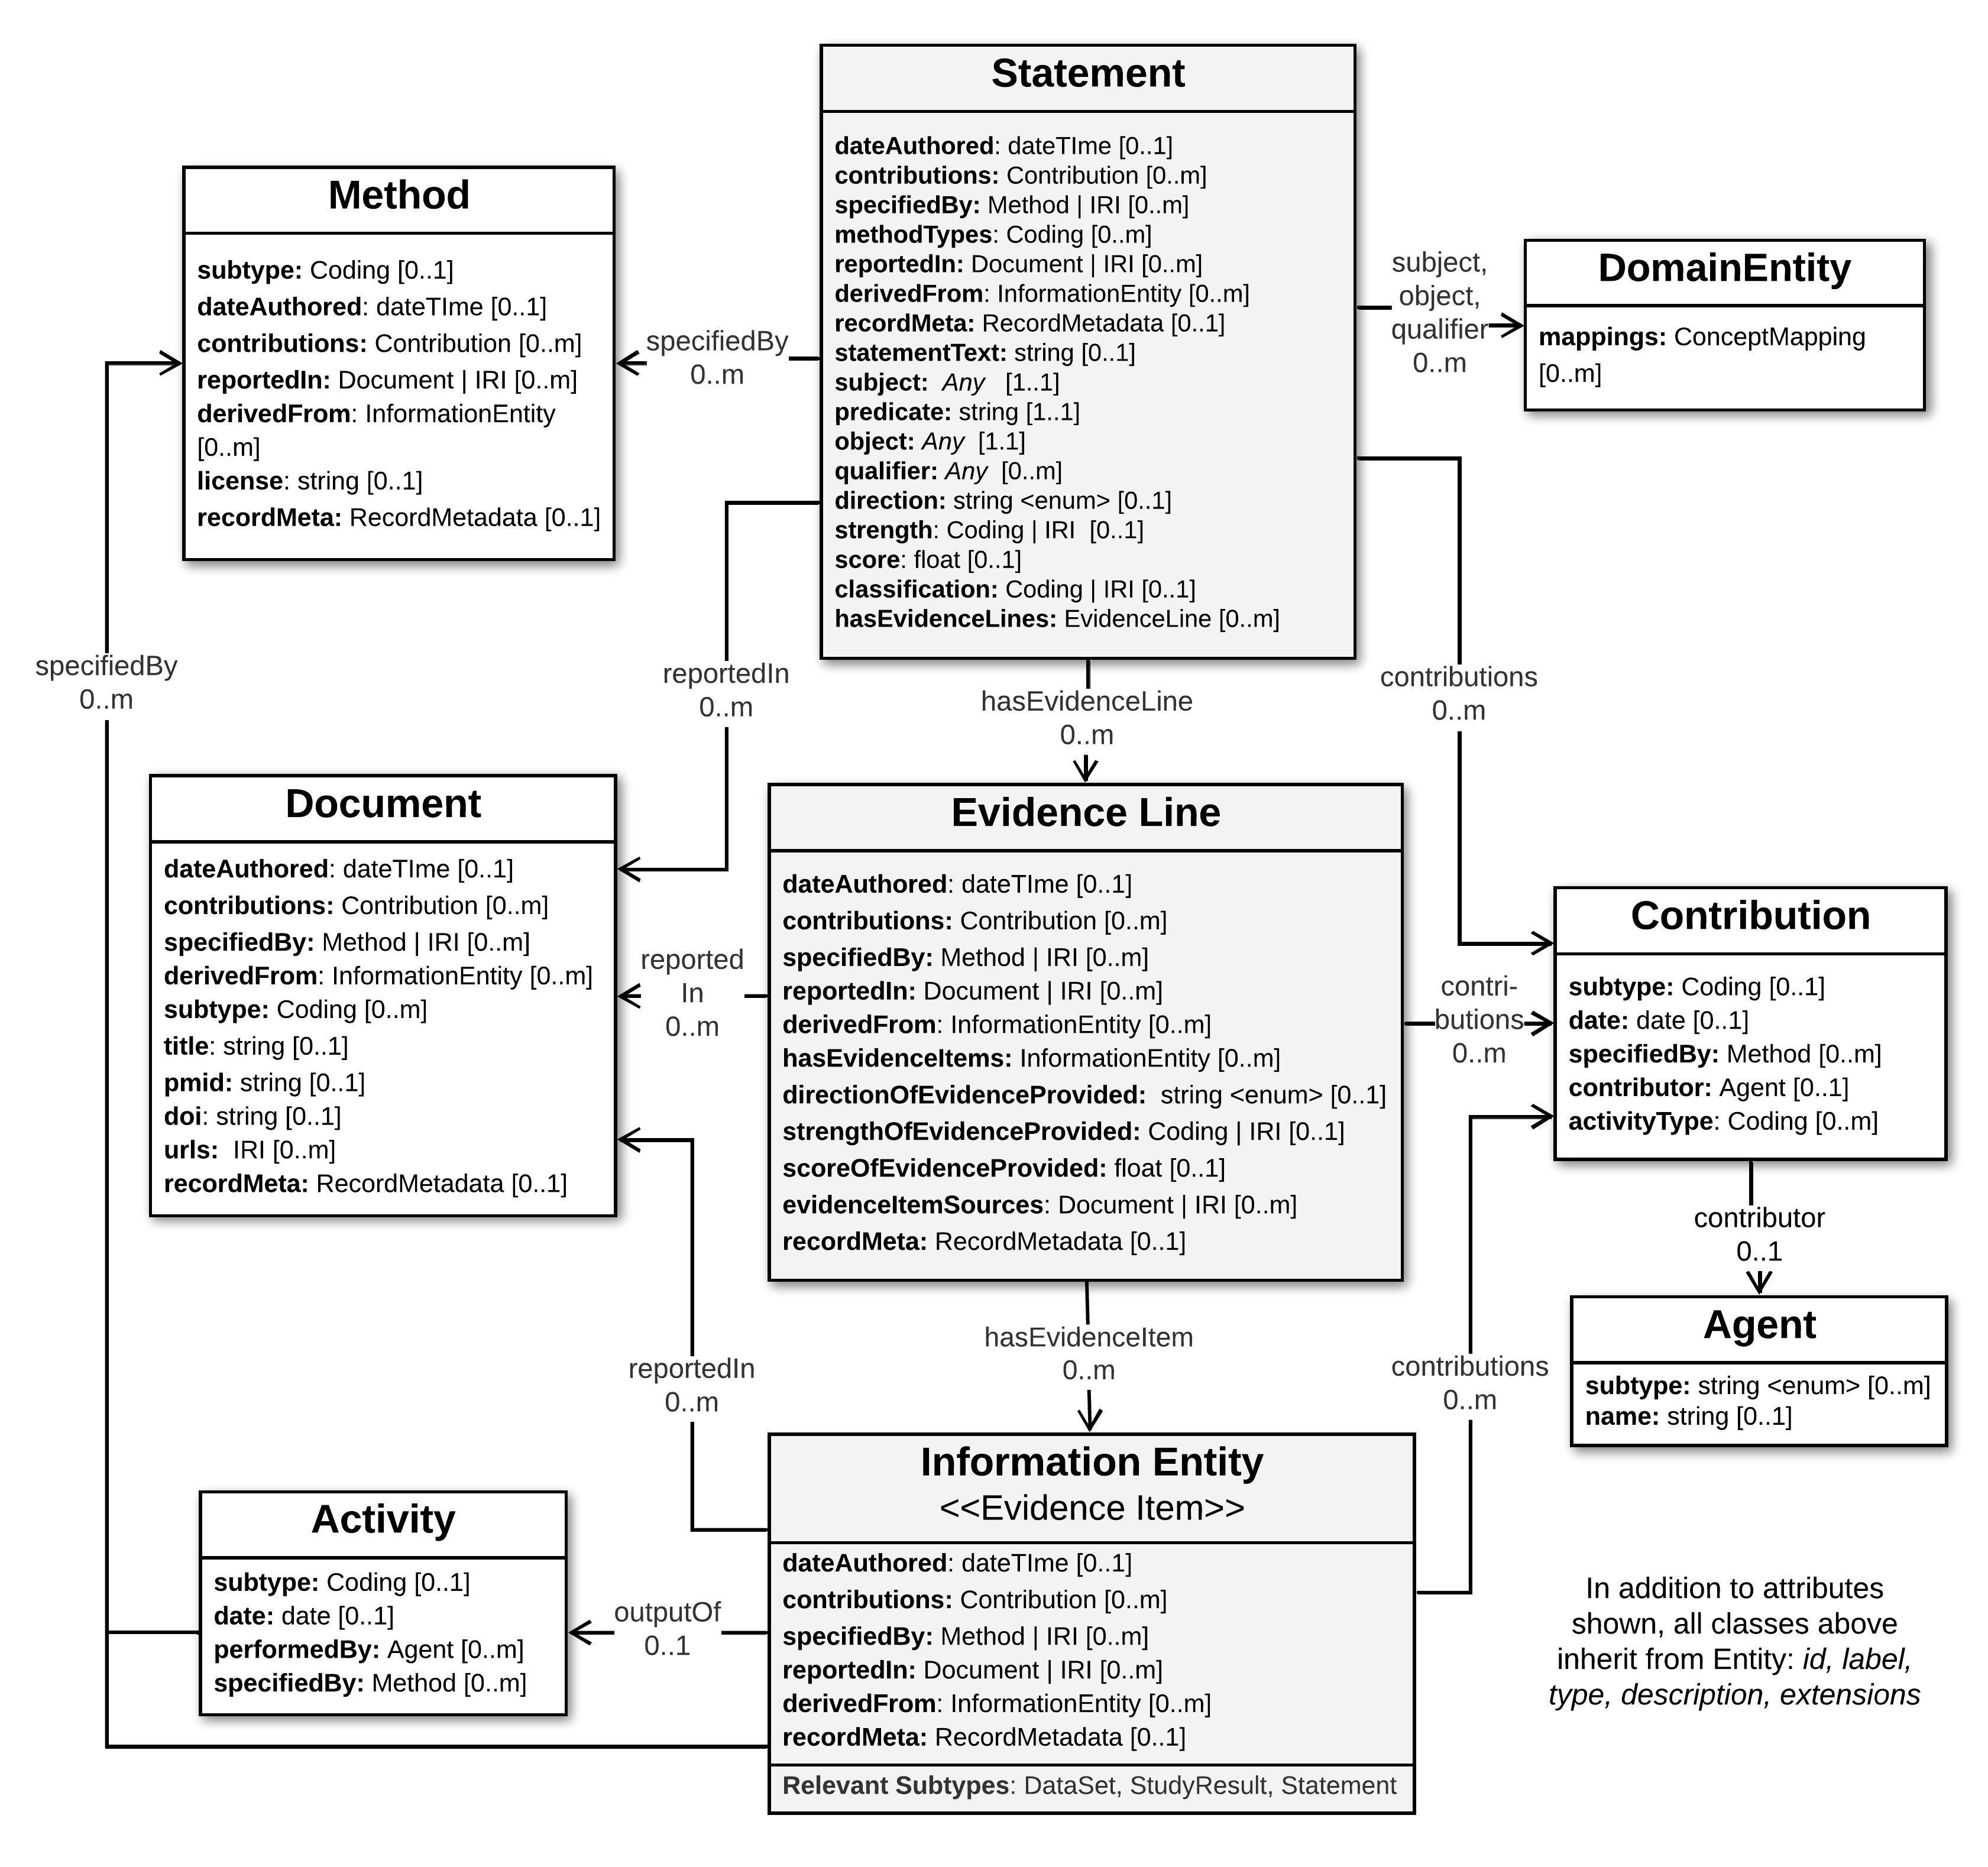 Statement
dateAuthored: dateTIme [0..1]
contributions: Contribution [0..m]
specifiedBy: Method | IRI [0..m]
methodTypes: Coding [0..m]
reportedIn: Document | IRI [0..m]
derivedFrom: InformationEntity [0..m]
recordMeta: RecordMetadata [0..1]
statementText: string [0..1]
subject: Any [1..1]
predicate: string [1..1]
object: Any [1.1]
qualifier: Any [0..m]
direction: string <enum> [0..1]
strength: Coding | IRI [0..1]
score: float [0..1]
classification: Coding | IRI [0..1]
hasEvidenceLines: EvidenceLine [0..m]
Method
subtype: Coding [0..1]
dateAuthored: dateTIme [0..1]
contributions: Contribution [0..m]
reportedIn: Document | IRI [0..m]
derivedFrom: InformationEntity
[0..m]
license: string [0..1]
recordMeta: RecordMetadata [0..1]
specifiedBy
0..m
subject,
object,
qualifier
0..m
DomainEntity
mappings: ConceptMapping
[0..m]
specifiedBy
0..m
reportedIn
0..m
hasEvidenceLine
0..m
contributions
0..m
Document
dateAuthored: dateTIme [0..1]
contributions: Contribution [0..m]
specifiedBy: Method | IRI [0..m]
derivedFrom: InformationEntity [0..m]
subtype: Coding [0..m]
title: string [0..1]
pmid: string [0..1]
doi: string [0..1]
urls: IRI [0..m]
recordMeta: RecordMetadata [0..1]
reported
In
0..m
Evidence Line
dateAuthored: dateTIme [0..1]
contributions: Contribution [0..m]
specifiedBy: Method | IRI [0..m]
reportedIn: Document | IRI [0..m]
derivedFrom: InformationEntity [0..m]
hasEvidenceItems: InformationEntity [0..m]
directionOfEvidenceProvided: string <enum> [0..1]
strengthOfEvidenceProvided: Coding | IRI [0..1]
scoreOfEvidenceProvided: float [0..1]
evidenceItemSources: Document | IRI [0..m]
recordMeta: RecordMetadata [0..1]
contri-
butions
0..m
Contribution
subtype: Coding [0..1]
date: date [0..1]
specifiedBy: Method [0..m]
contributor: Agent [0..1]
activityType: Coding [0..m]
contributor
0..1
Agent
subtype: string <enum> [0..m]
name: string [0..1]
reportedIn
0..m
hasEvidenceItem
0..m
contributions
0..m
Activity
subtype: Coding [0..1]
date: date [0..1]
performedBy: Agent [0..m]
specifiedBy: Method [0..m]
outputOf
0..1
Information Entity
<<Evidence Item>>
dateAuthored: dateTIme [0..1]
contributions: Contribution [0..m]
specifiedBy: Method | IRI [0..m]
reportedIn: Document | IRI [0..m]
derivedFrom: InformationEntity [0..m]
recordMeta: RecordMetadata [0..1]
Relevant Subtypes: DataSet, StudyResult, Statement
In addition to attributes
shown, all classes above
inherit from Entity: id, label,
type, description, extensions